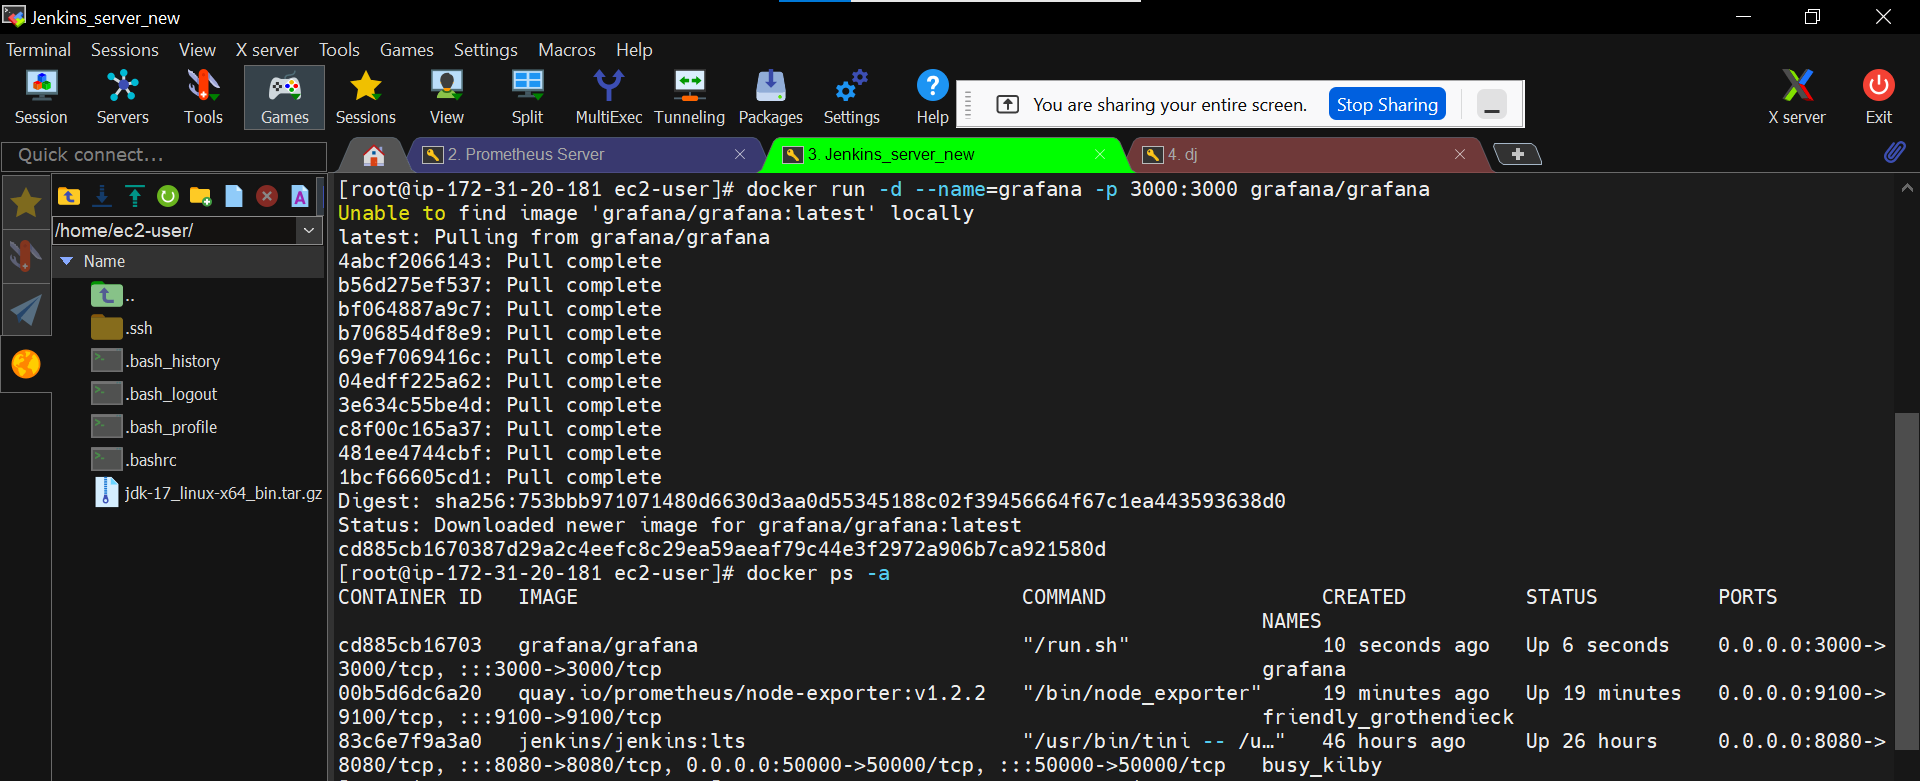 Jenkins_server_new
Terminal Sessions View X server Tools Games Settings Macros Help
Session Servers Tools Games Sessions View Split MultiExec Tunneling Packages Settings Help
You are sharing your entire screen. Stop Sharing
X server Exit
Quick connect...
2. Prometheus Server
3. Jenkins_server_new
4. dj
/home/ec2-user/
Name
..
.ssh
.bash_history
.bash_logout
.bash_profile
.bashrc
jdk-17_linux-x64_bin.tar.gz
[root@ip-172-31-20-181 ec2-user]# docker run -d --name=grafana -p 3000:3000 grafana/grafana
Unable to find image 'grafana/grafana:latest' locally
latest: Pulling from grafana/grafana
4abcf2066143: Pull complete
b56d275ef537: Pull complete
bf064887a9c7: Pull complete
b706854df8e9: Pull complete
69ef7069416c: Pull complete
04edff225a62: Pull complete
3e634c55be4d: Pull complete
c8f00c165a37: Pull complete
481ee4744cbf: Pull complete
1bcf66605cd1: Pull complete
Digest: sha256:753bbb971071480d6630d3aa0d55345188c02f39456664f67c1ea443593638d0
Status: Downloaded newer image for grafana/grafana:latest
cd885cb1670387d29a2c4eefc8c29ea59aeaf79c44e3f2972a906b7ca921580d
[root@ip-172-31-20-181 ec2-user]# docker ps -a
CONTAINER ID IMAGE COMMAND CREATED STATUS PORTS
NAMES
cd885cb16703 grafana/grafana "/run.sh" 10 seconds ago Up 6 seconds 0.0.0.0:3000->
3000/tcp, :::3000->3000/tcp grafana
00b5d6dc6a20 quay.io/prometheus/node-exporter:v1.2.2 "/bin/node_exporter" 19 minutes ago Up 19 minutes 0.0.0.0:9100->
9100/tcp, :::9100->9100/tcp friendly_grothendieck
83c6e7f9a3a0 jenkins/jenkins:lts "/usr/bin/tini -- /u…" 46 hours ago Up 26 hours 0.0.0.0:8080->
8080/tcp, :::8080->8080/tcp, 0.0.0.0:50000->50000/tcp, :::50000->50000/tcp busy_kilby